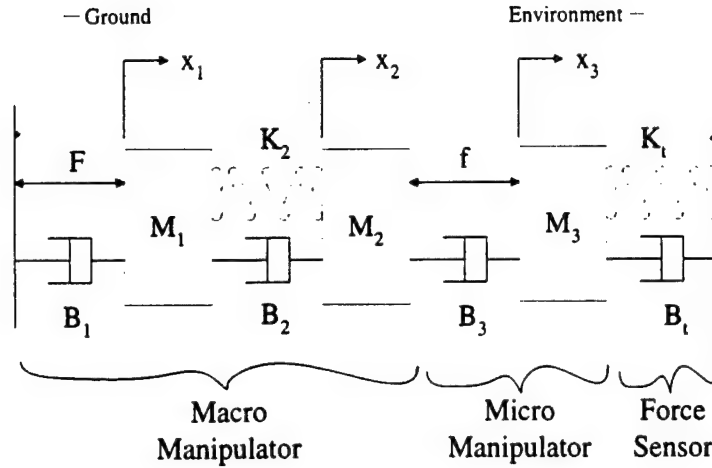 – Ground
Environment –
x1
x2
x3
K2
Kt
F
f
M1
M2
M3
B1
B2
B3
Bt
Macro
Manipulator
Micro
Manipulator
Force
Sensor